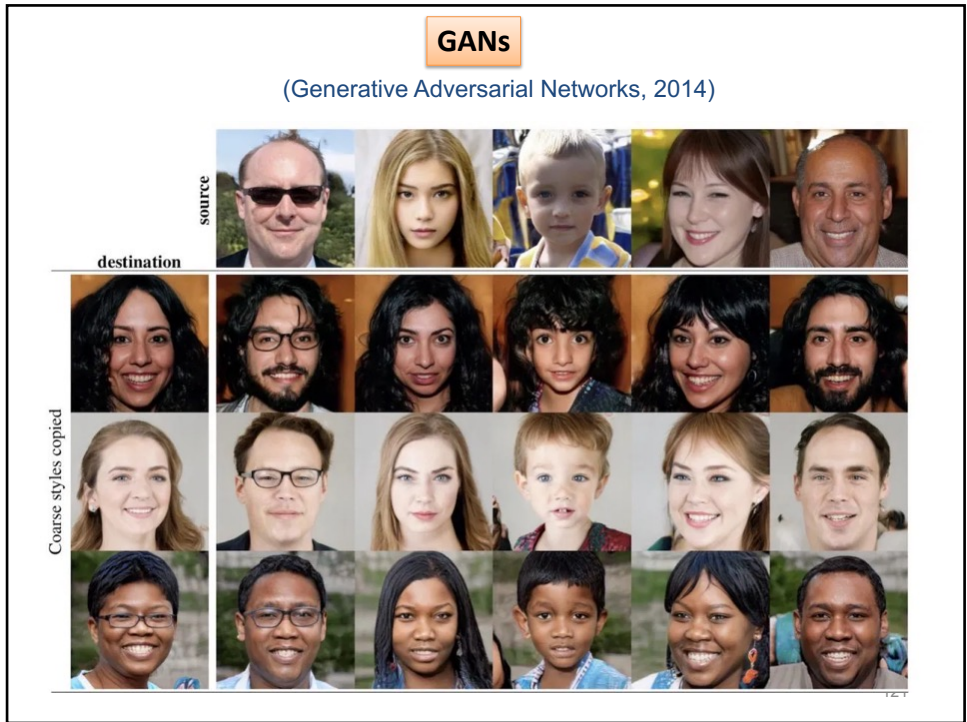 GANs
(Generative Adversarial Networks, 2014)
source
destination
Coarse styles copied